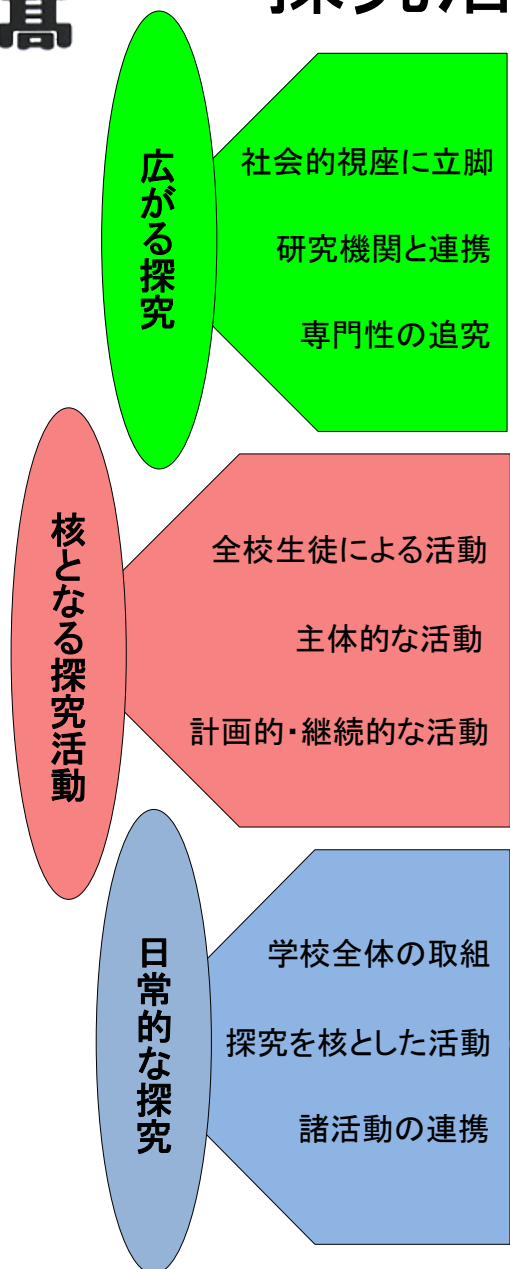 髙
探究活
広がる探究
社会的視座に立脚
研究機関と連携
専門性の追究
核となる探究活動
全校生徒による活動
主体的な活動
計画的・継続的な活動
日常的な探究
学校全体の取組
探究を核とした活動
諸活動の連携